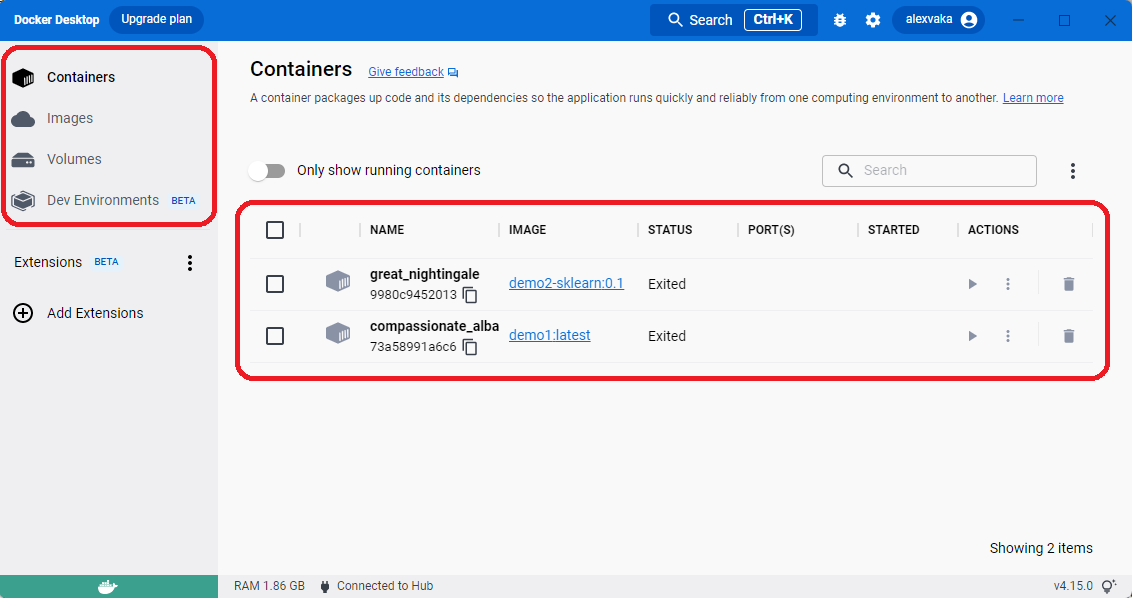 Docker Desktop Upgrade plan Search Ctrl+K alexvaka
Containers
Images
Volumes
Dev Environments BETA
Extensions BETA
Add Extensions
Containers Give feedback
A container packages up code and its dependencies so the application runs quickly and reliably from one computing environment to another. Learn more
Only show running containers Search
NAME IMAGE STATUS PORT(S) STARTED ACTIONS
great_nightingale
9980c9452013 demo2-sklearn:0.1 Exited
compassionate_alba
73a58991a6c6 demo1:latest Exited
Showing 2 items
RAM 1.86 GB Connected to Hub v4.15.0